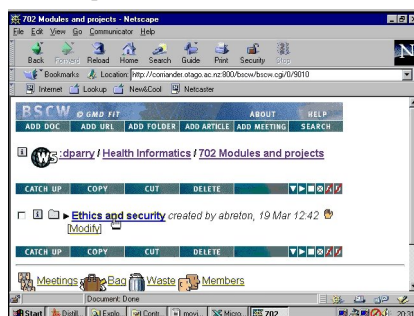 702 Modules and projects - Netscape
File Edit View Go Communicator Help
Back Forward Reload Home Search Guide Print Security Stop
Bookmarks Location: http://coriander.otago.ac.nz:800/bscw/bscw.cgi/0/9010
Internet Lookup New&Cool Netcaster
BSCW @ GMD FIT ABOUT HELP
ADD DOC ADD URL ADD FOLDER ADD ARTICLE ADD MEETING SEARCH
:dparry / Health Informatics / 702 Modules and projects
CATCH UP COPY CUT DELETE
Ethics and security created by abreton, 19 Mar 12:42
[Modify]
CATCH UP COPY CUT DELETE
Meetings Bag Waste Members
Document: Done
Start Distill.. Explo.. Contr.. movi.. Micro.. 702 20:3